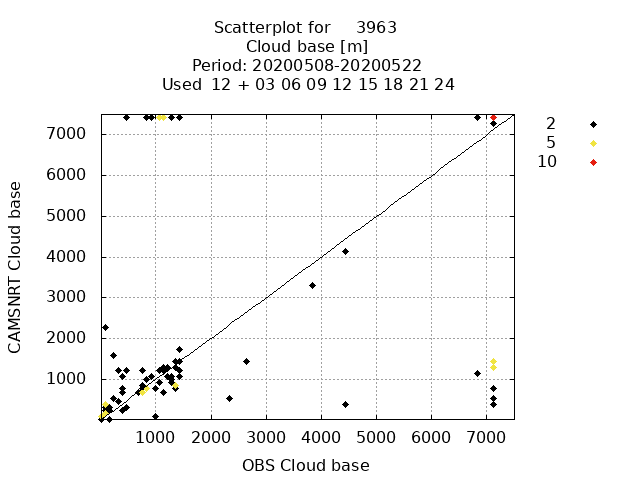 Scatterplot for 3963
Cloud base [m]
Period: 20200508-20200522
Used 12 + 03 06 09 12 15 18 21 24
2
5
10
7000
6000
5000
4000
3000
2000
1000
CAMSNRT Cloud base
1000 2000 3000 4000 5000 6000 7000
OBS Cloud base